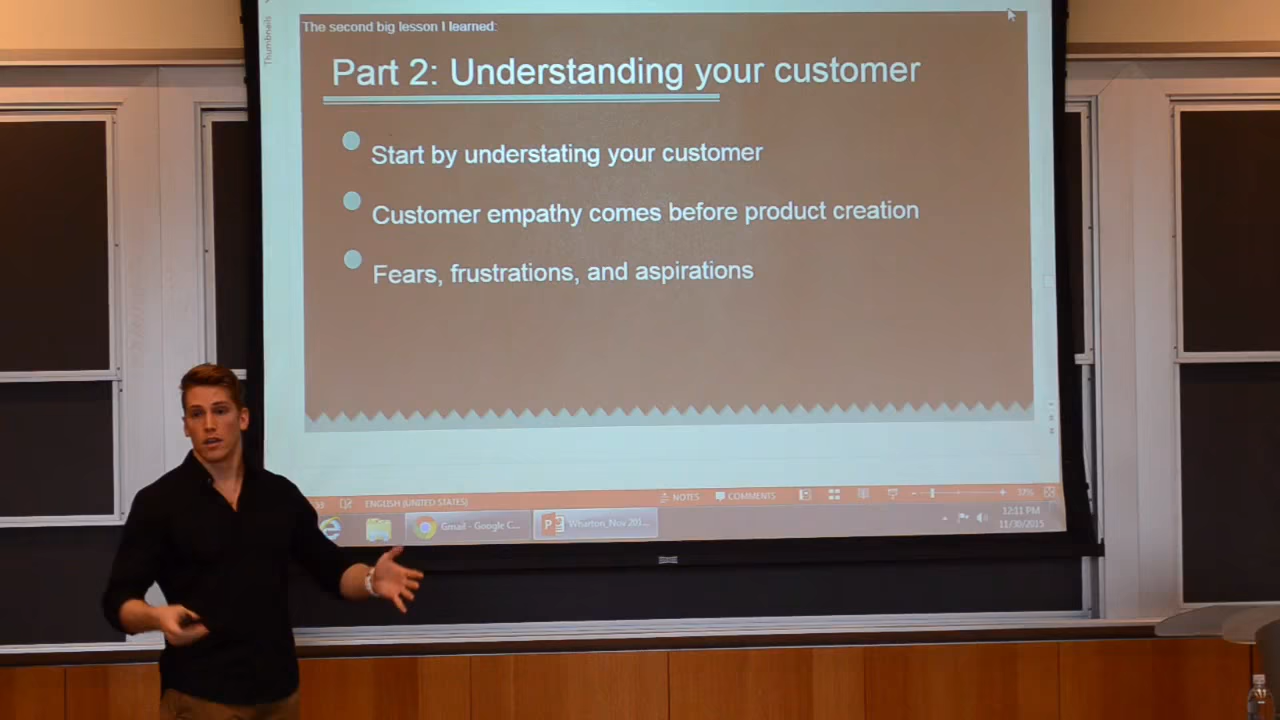 Thumbnails
The second big lesson I learned:
Part 2: Understanding your customer
Start by understating your customer
Customer empathy comes before product creation
Fears, frustrations, and aspirations
ENGLISH (UNITED STATES)
NOTES
COMMENTS
37%
Gmail - Google C...
Wharton_Nov 201...
12:11 PM
11/30/2015